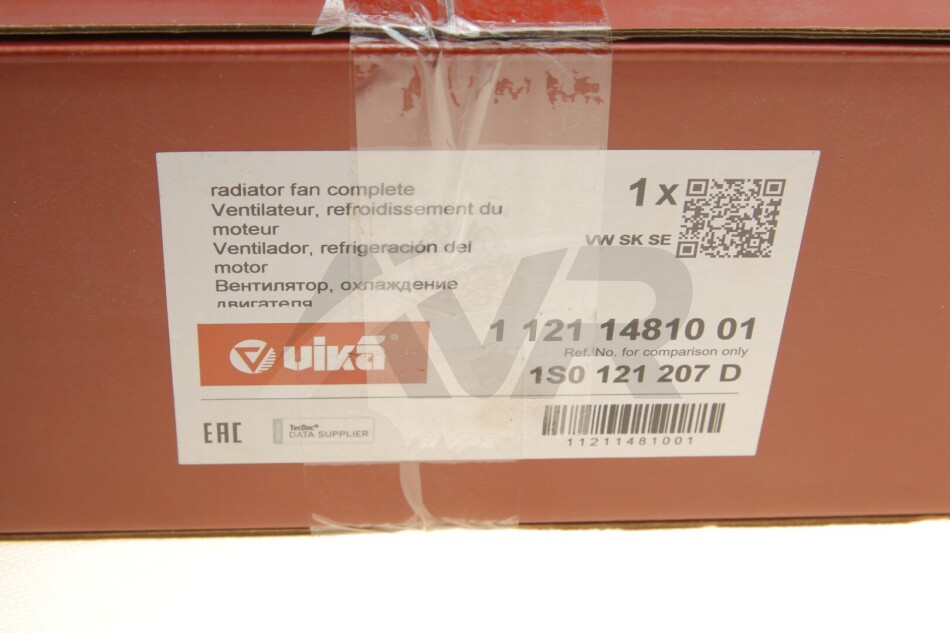 radiator fan complete
Ventilateur, refroidissement du
moteur
Ventilador, refrigeración del
motor
Вентилятор, охлаждение
двигателя
1 x
VW SK SE
1 121 14810 01
Ref. No. for comparison only
1S0 121 207 D
vika®
EAC
TecDoc®
DATA SUPPLIER
11211481001
AVR